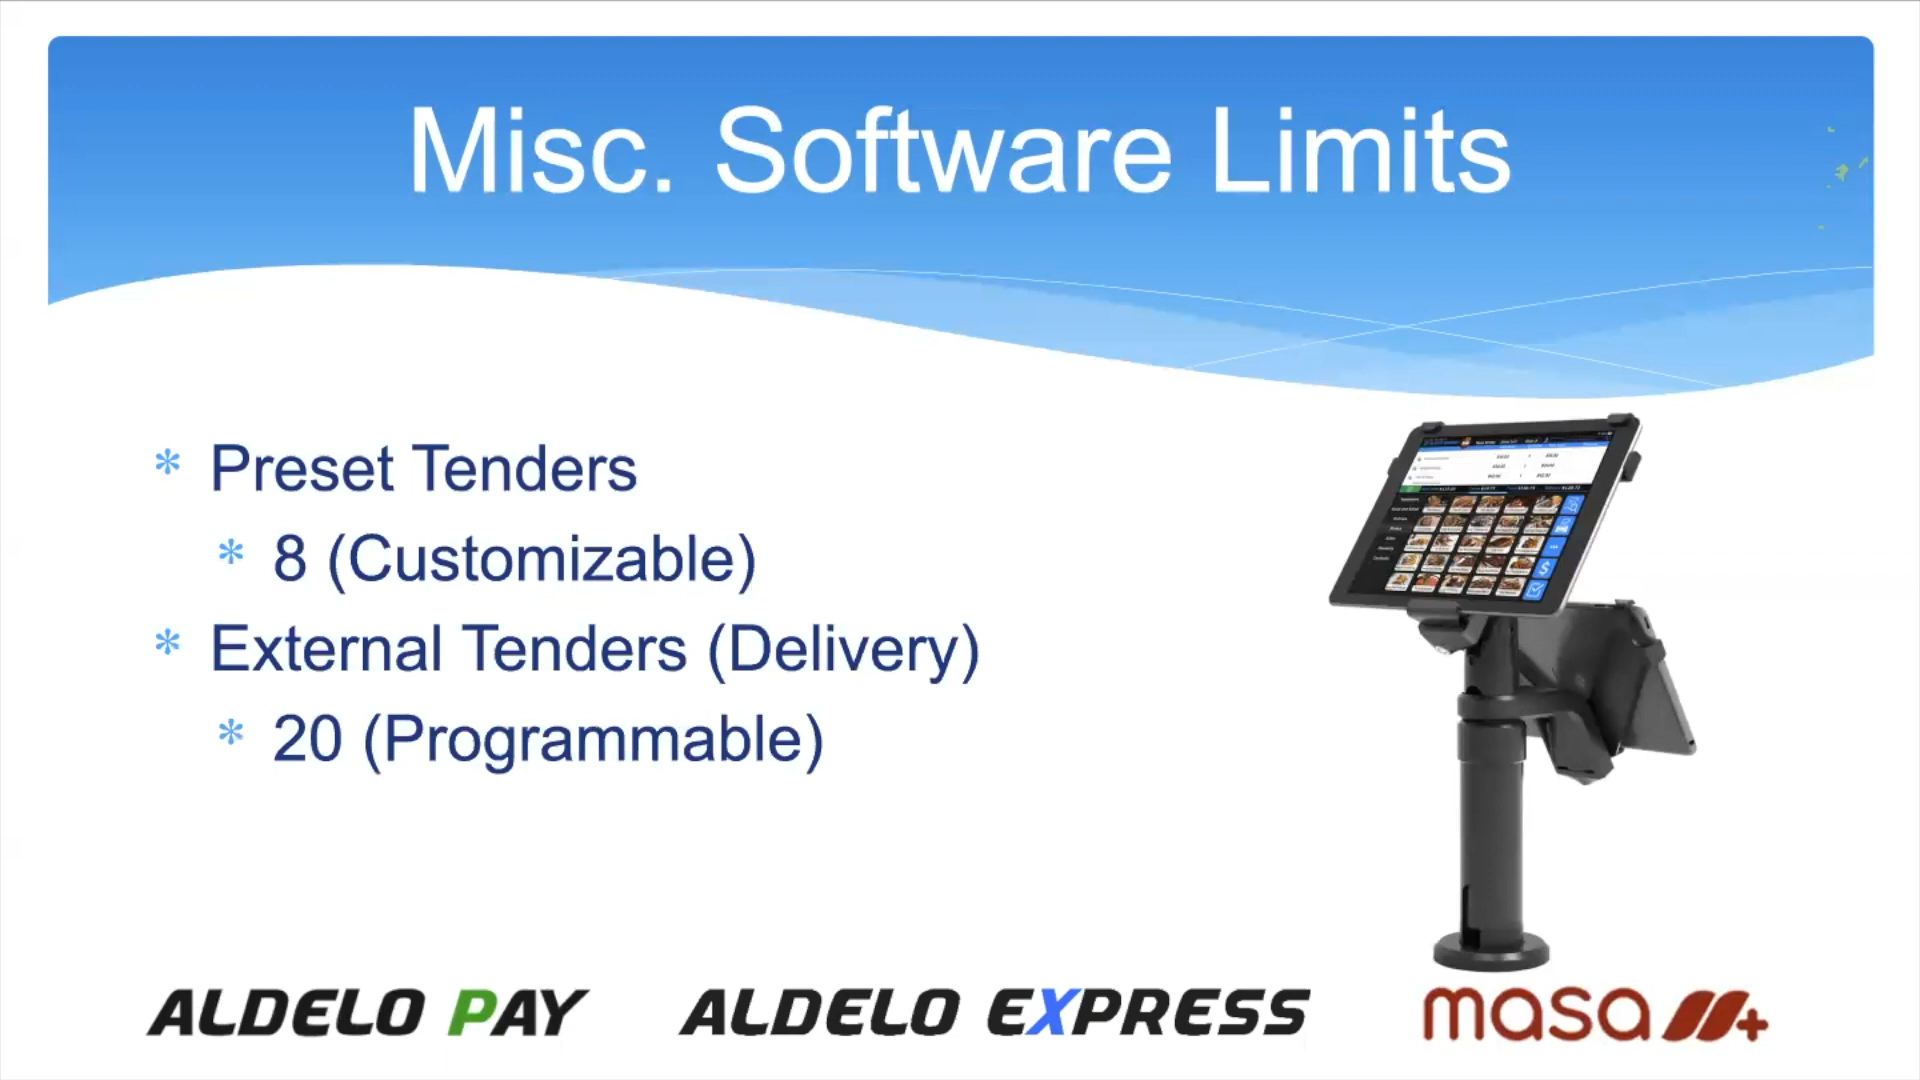 Misc. Software Limits
* Preset Tenders
* 8 (Customizable)
* External Tenders (Delivery)
* 20 (Programmable)
ALDELO PAY
ALDELO EXPRESS
masa